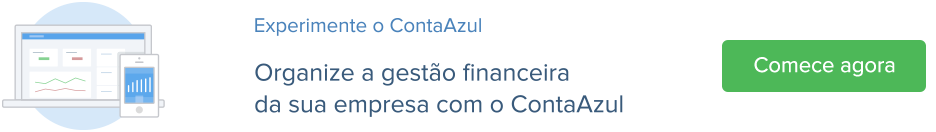 Experimente o ContaAzul
Organize a gestão financeira
da sua empresa com o ContaAzul
Comece agora